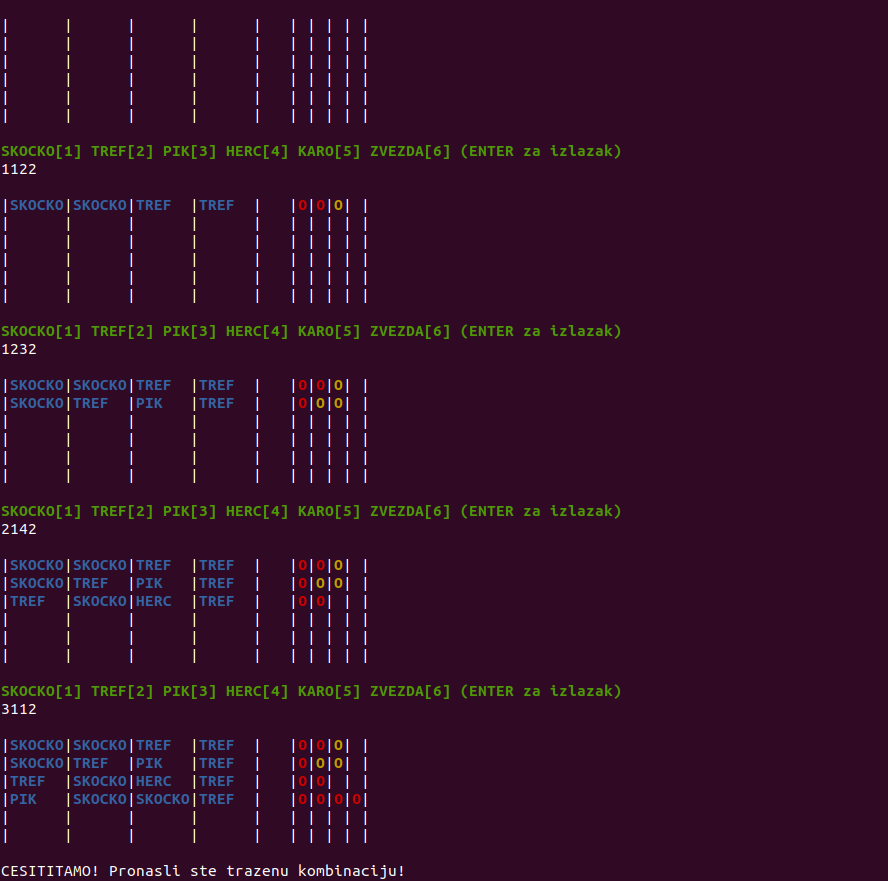 |      |      |      |      |   | | | | |
|      |      |      |      |   | | | | |
|      |      |      |      |   | | | | |
|      |      |      |      |   | | | | |
|      |      |      |      |   | | | | |
|      |      |      |      |   | | | | |
SKOCKO[1] TREF[2] PIK[3] HERC[4] KARO[5] ZVEZDA[6] (ENTER za izlazak)
1122
|SKOCKO|SKOCKO|TREF  |TREF  |   |O|O|O| |
|      |      |      |      |   | | | | |
|      |      |      |      |   | | | | |
|      |      |      |      |   | | | | |
|      |      |      |      |   | | | | |
|      |      |      |      |   | | | | |
SKOCKO[1] TREF[2] PIK[3] HERC[4] KARO[5] ZVEZDA[6] (ENTER za izlazak)
1232
|SKOCKO|SKOCKO|TREF  |TREF  |   |O|O|O| |
|SKOCKO|TREF  |PIK   |TREF  |   |O|O|O| |
|      |      |      |      |   | | | | |
|      |      |      |      |   | | | | |
|      |      |      |      |   | | | | |
|      |      |      |      |   | | | | |
SKOCKO[1] TREF[2] PIK[3] HERC[4] KARO[5] ZVEZDA[6] (ENTER za izlazak)
2142
|SKOCKO|SKOCKO|TREF  |TREF  |   |O|O|O| |
|SKOCKO|TREF  |PIK   |TREF  |   |O|O|O| |
|TREF  |SKOCKO|HERC  |TREF  |   |O|O| | |
|      |      |      |      |   | | | | |
|      |      |      |      |   | | | | |
|      |      |      |      |   | | | | |
SKOCKO[1] TREF[2] PIK[3] HERC[4] KARO[5] ZVEZDA[6] (ENTER za izlazak)
3112
|SKOCKO|SKOCKO|TREF  |TREF  |   |O|O|O| |
|SKOCKO|TREF  |PIK   |TREF  |   |O|O|O| |
|TREF  |SKOCKO|HERC  |TREF  |   |O|O| | |
|PIK   |SKOCKO|SKOCKO|TREF  |   |O|O|O|O|
|      |      |      |      |   | | | | |
|      |      |      |      |   | | | | |
CESITITAMO! Pronasli ste trazenu kombinaciju!